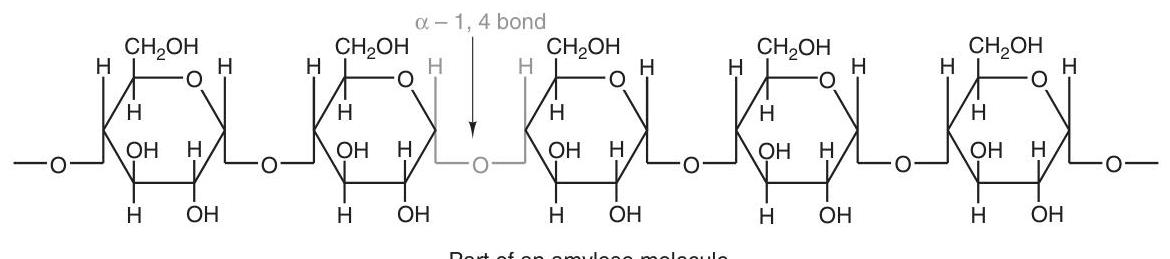 α – 1, 4 bond
CH₂OH CH₂OH CH₂OH CH₂OH CH₂OH
H H H H H H H H H H
O O O O O
H H H H H
OH H OH H OH H OH H OH H
O O O O O O
H OH H OH H OH H OH H OH
Part of an amylose molecule